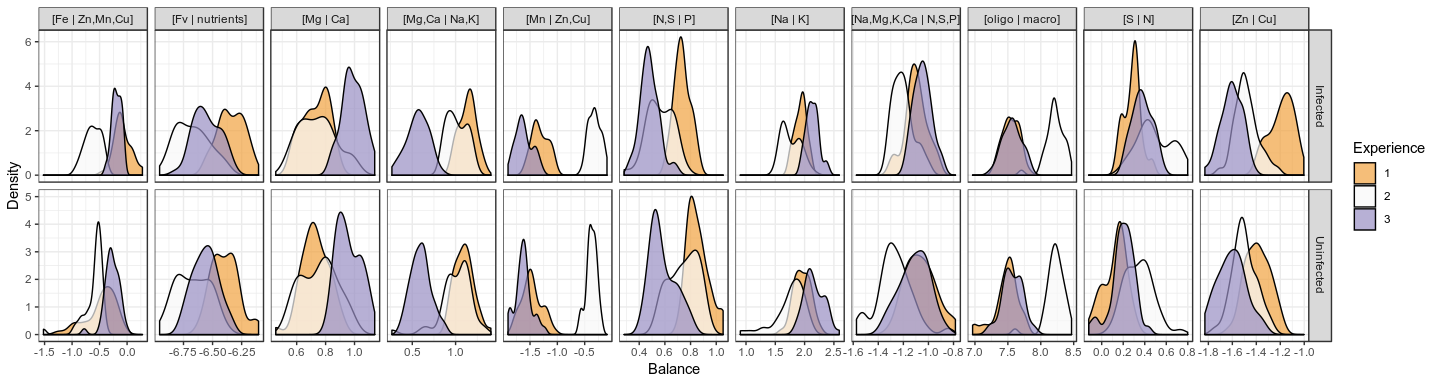 [Fe | Zn,Mn,Cu] [Fv | nutrients] [Mg | Ca] [Mg,Ca | Na,K] [Mn | Zn,Cu] [N,S | P] [Na | K] [Na,Mg,K,Ca | N,S,P] [oligo | macro] [S | N] [Zn | Cu]
6
4
2
0
Infected
5
4
3
2
1
0
Uninfected
-1.5 -1.0 -0.5 0.0 -6.75 -6.50 -6.25 0.6 0.8 1.0 0.5 1.0 -1.5 -1.0 -0.5 0.4 0.6 0.8 1.0 1.0 1.5 2.0 2.5 -1.6 -1.4 -1.2 -1.0 -0.8 7.0 7.5 8.0 8.5 0.0 0.2 0.4 0.6 0.8 -1.8 -1.6 -1.4 -1.2 -1.0
Balance
Density
Experience
1
2
3